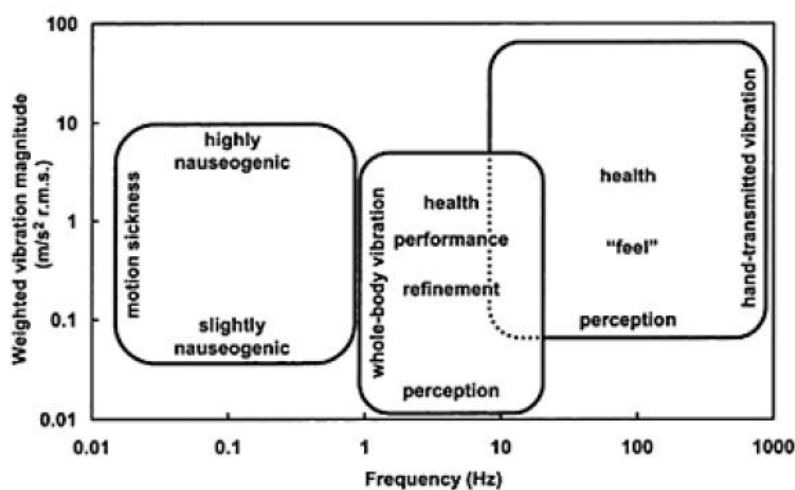 Weighted vibration magnitude
(m/s² r.m.s.)
100
10
1
0.1
0.01
motion sickness
highly
nauseogenic
slightly
nauseogenic
whole-body vibration
health
performance
refinement
perception
health
“feel”
perception
hand-transmitted vibration
0.01
0.1
1
10
100
1000
Frequency (Hz)